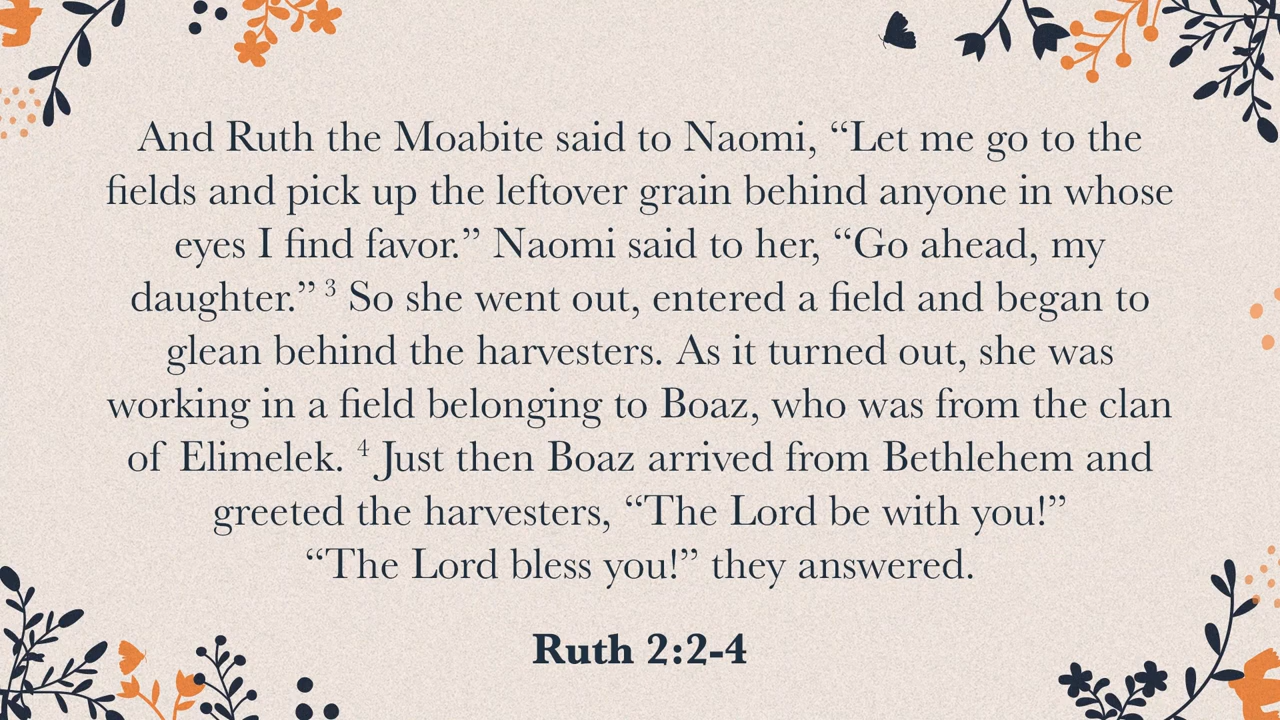 And Ruth the Moabite said to Naomi, “Let me go to the
fields and pick up the leftover grain behind anyone in whose
eyes I find favor.” Naomi said to her, “Go ahead, my
daughter.” ³ So she went out, entered a field and began to
glean behind the harvesters. As it turned out, she was
working in a field belonging to Boaz, who was from the clan
of Elimelek. ⁴ Just then Boaz arrived from Bethlehem and
greeted the harvesters, “The Lord be with you!”
“The Lord bless you!” they answered.
Ruth 2:2-4